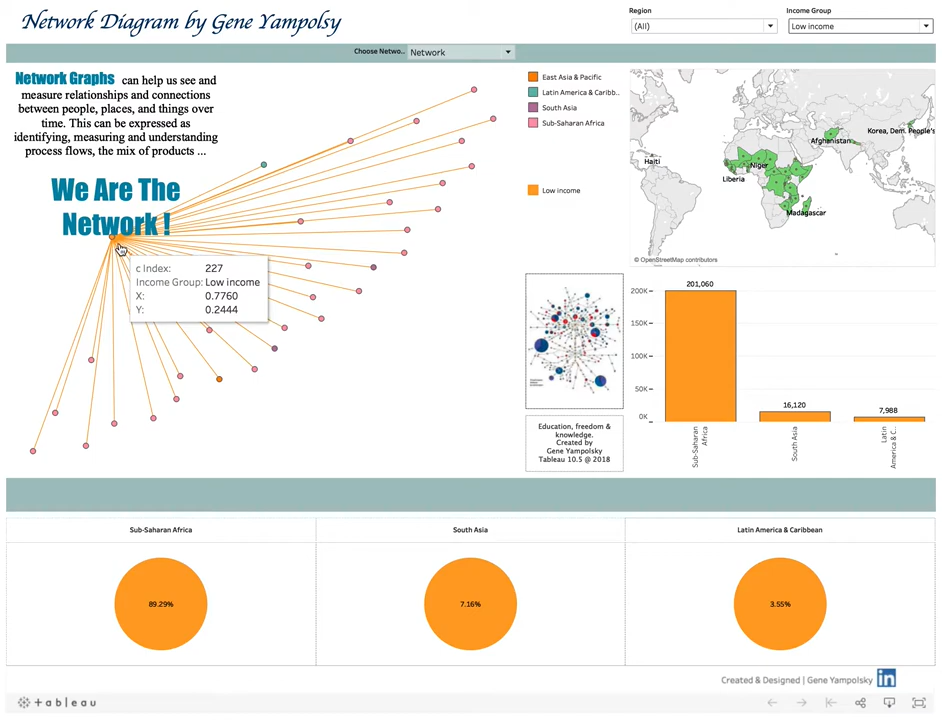 Network Diagram by Gene Yampolsy
Region
Income Group
(All)
Low income
Choose Netwo..
Network
Network Graphs can help us see and
measure relationships and connections
between people, places, and things over
time. This can be expressed as
identifying, measuring and understanding
process flows, the mix of products ...
We Are The
Network !
c Index: 227
Income Group: Low income
X: 0.7760
Y: 0.2444
East Asia & Pacific
Latin America & Caribb..
South Asia
Sub-Saharan Africa
Low income
Korea, Dem. People's
Afghanistan
Haiti
Niger
Liberia
Madagascar
© OpenStreetMap contributors
Education, freedom &
knowledge.
Created by
Gene Yampolsky
Tableau 10.5 @ 2018
201,060
200K
150K
100K
50K
0K
16,120
7,988
Sub-Saharan
Africa
South Asia
Latin
America & C..
Sub-Saharan Africa
South Asia
Latin America & Caribbean
89.29%
7.16%
3.55%
Created & Designed | Gene Yampolsky
in
+ a b l e a u